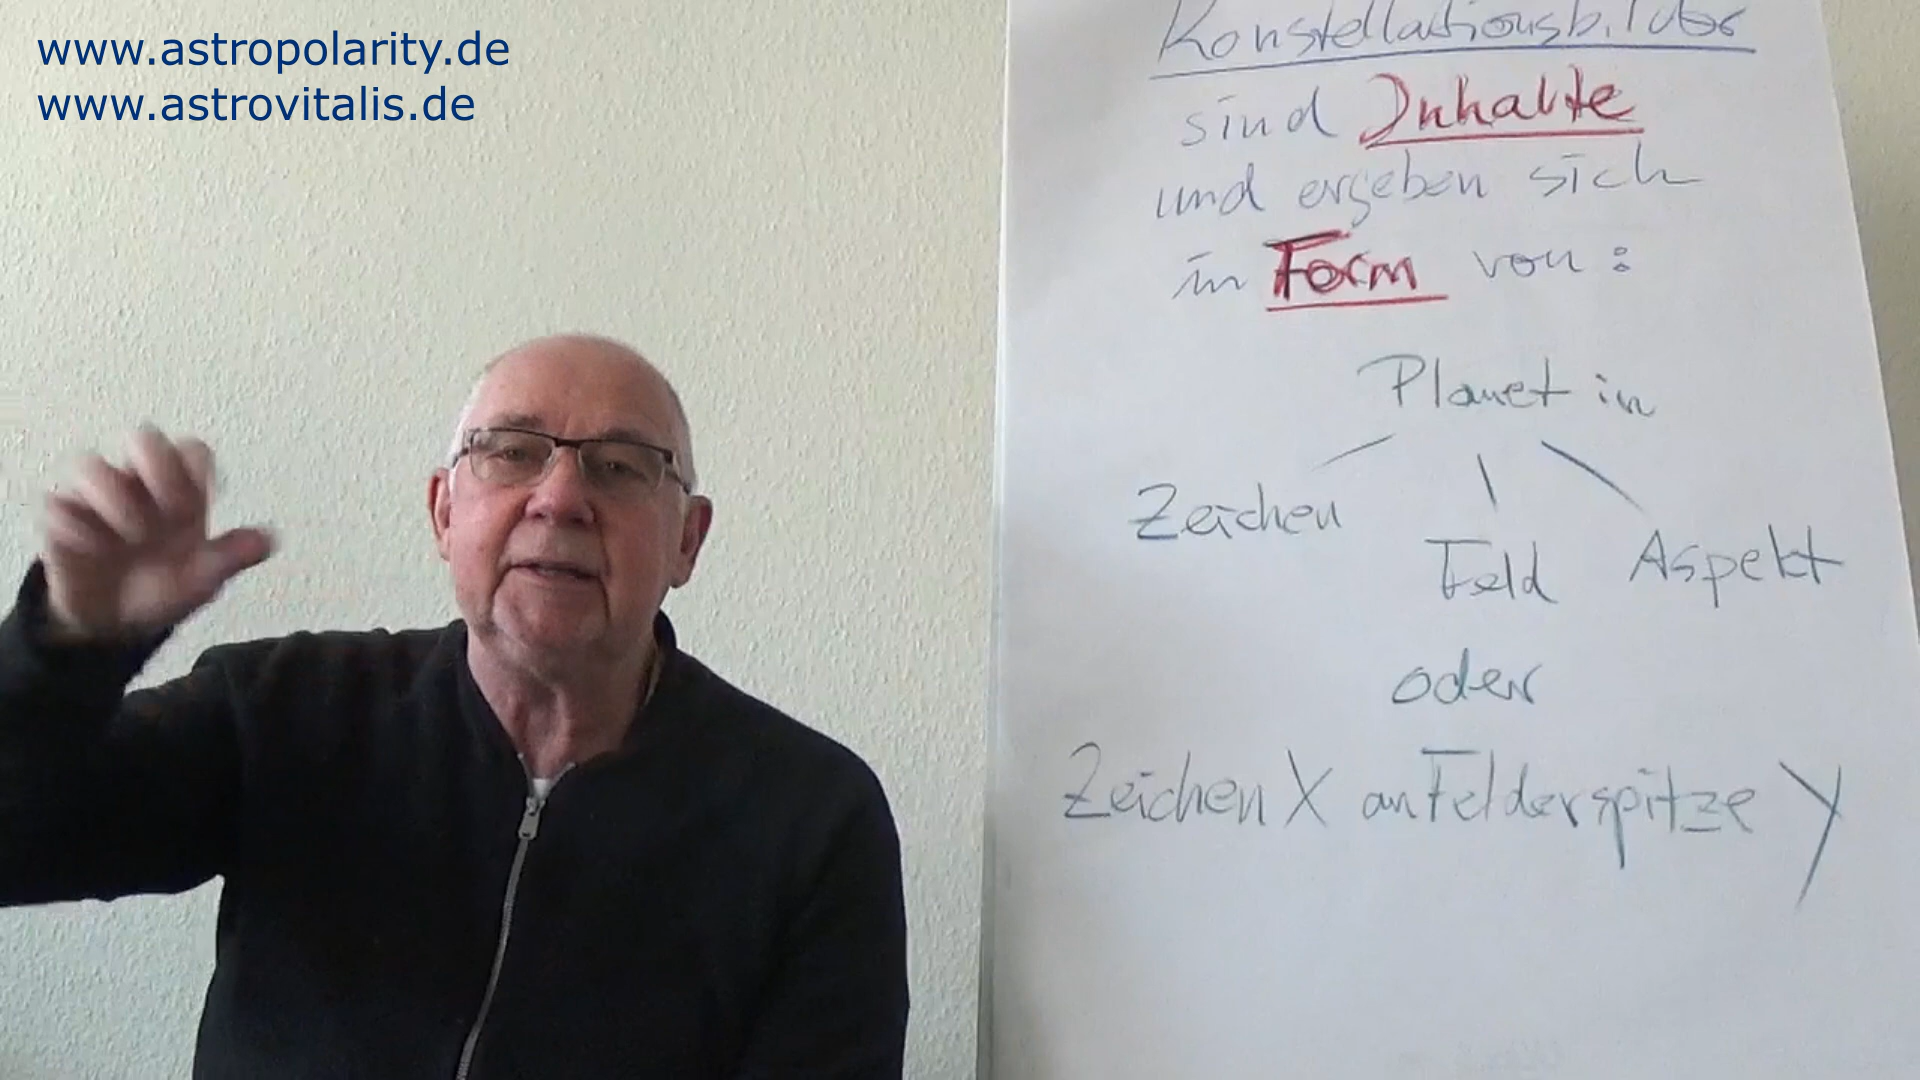 www.astropolarity.de
www.astrovitalis.de
Konstellationsbilder
sind Inhalte
und ergeben sich
in Form von :
Planet in
Zeichen
Feld
Aspekt
oder
Zeichen X an Felderspitze Y